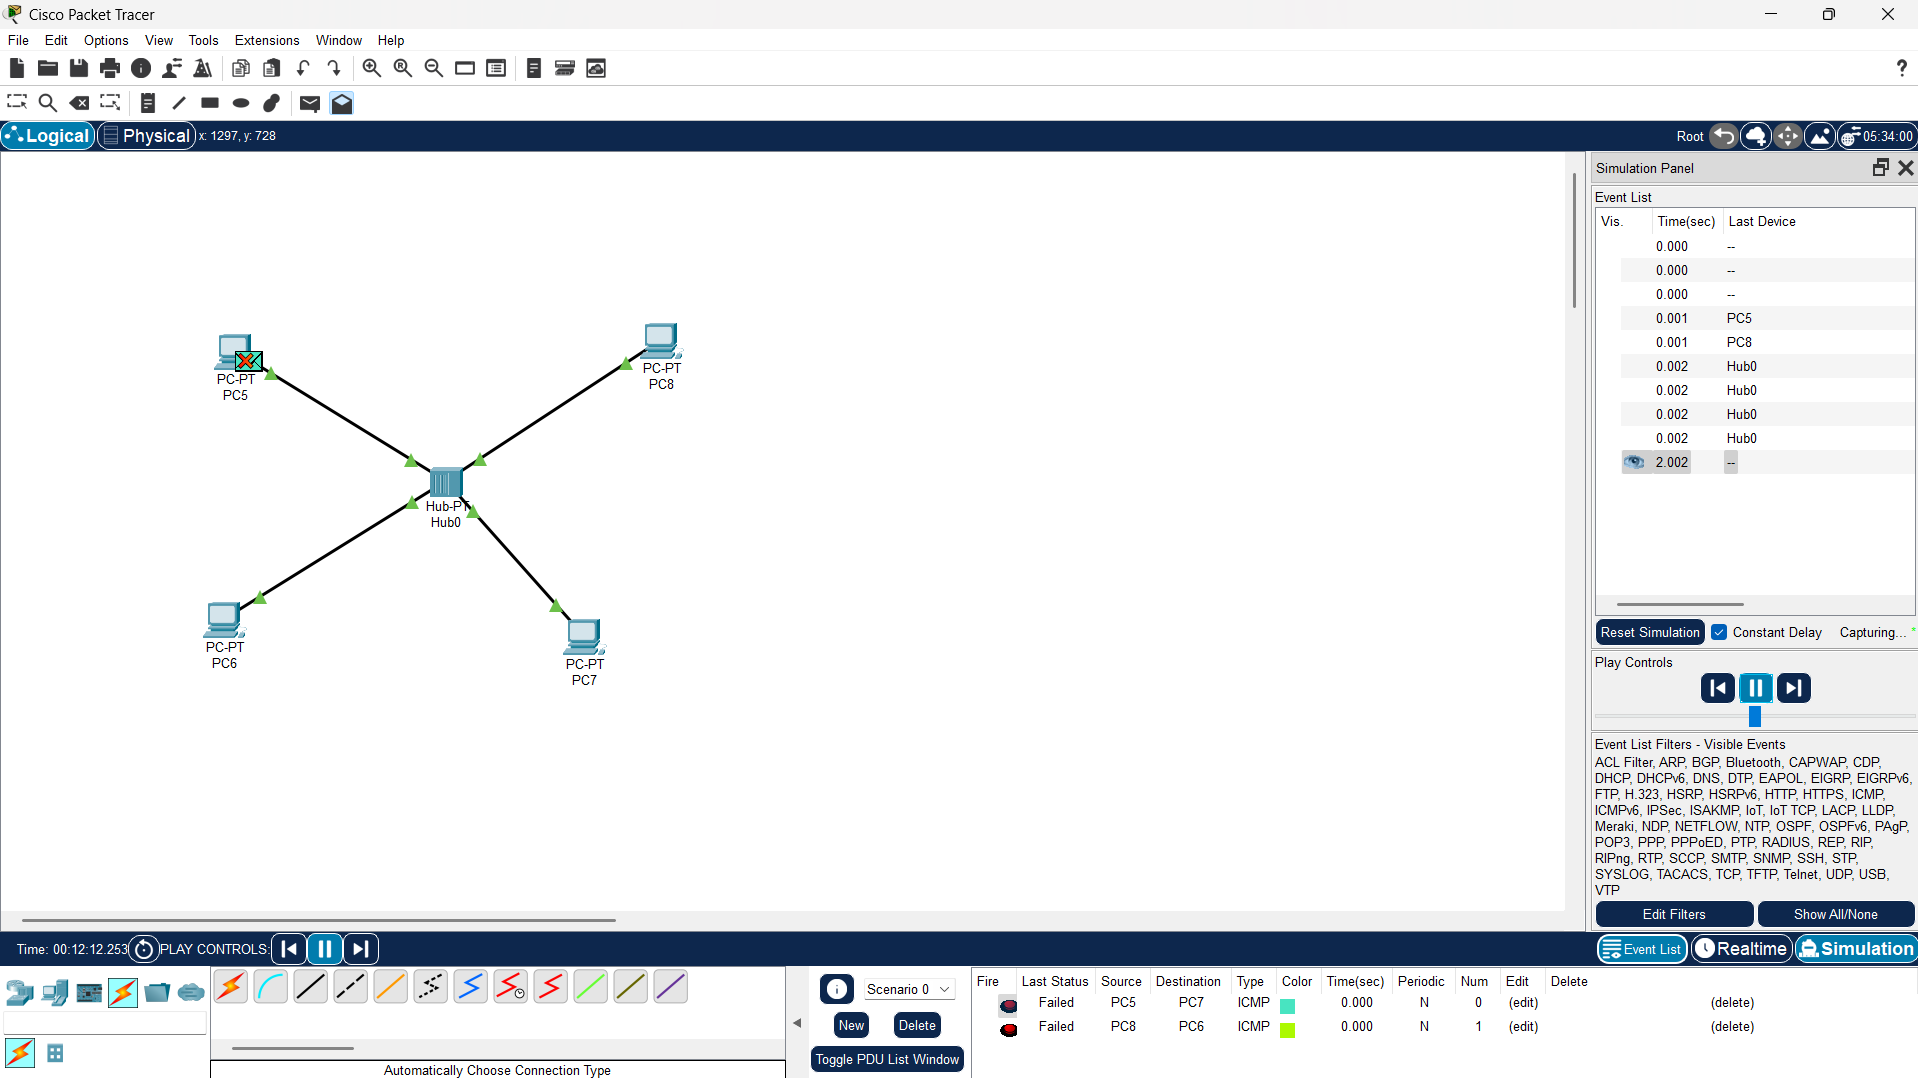 Cisco Packet Tracer
File Edit Options View Tools Extensions Window Help
?
Logical Physical x: 1297, y: 728
Root 05:34:00
Simulation Panel
Event List
Vis. Time(sec) Last Device
0.000 --
0.000 --
0.000 --
0.001 PC5
0.001 PC8
0.002 Hub0
0.002 Hub0
0.002 Hub0
0.002 Hub0
2.002 --
Reset Simulation Constant Delay Capturing... *
Play Controls
Event List Filters - Visible Events
ACL Filter, ARP, BGP, Bluetooth, CAPWAP, CDP,
DHCP, DHCPv6, DNS, DTP, EAPOL, EIGRP, EIGRPv6,
FTP, H.323, HSRP, HSRPv6, HTTP, HTTPS, ICMP,
ICMPv6, IPSec, ISAKMP, IoT, IoT TCP, LACP, LLDP,
Meraki, NDP, NETFLOW, NTP, OSPF, OSPFv6, PAgP,
POP3, PPP, PPPoED, PTP, RADIUS, REP, RIP,
RIPng, RTP, SCCP, SMTP, SNMP, SSH, STP,
SYSLOG, TACACS, TCP, TFTP, Telnet, UDP, USB,
VTP
Edit Filters Show All/None
PC-PT
PC5
PC-PT
PC8
Hub-PT
Hub0
PC-PT
PC6
PC-PT
PC7
Time: 00:12:12.253 PLAY CONTROLS:
Event List Realtime Simulation
Automatically Choose Connection Type
Scenario 0
New Delete
Toggle PDU List Window
Fire Last Status Source Destination Type Color Time(sec) Periodic Num Edit Delete
Failed PC5 PC7 ICMP 0.000 N 0 (edit) (delete)
Failed PC8 PC6 ICMP 0.000 N 1 (edit) (delete)